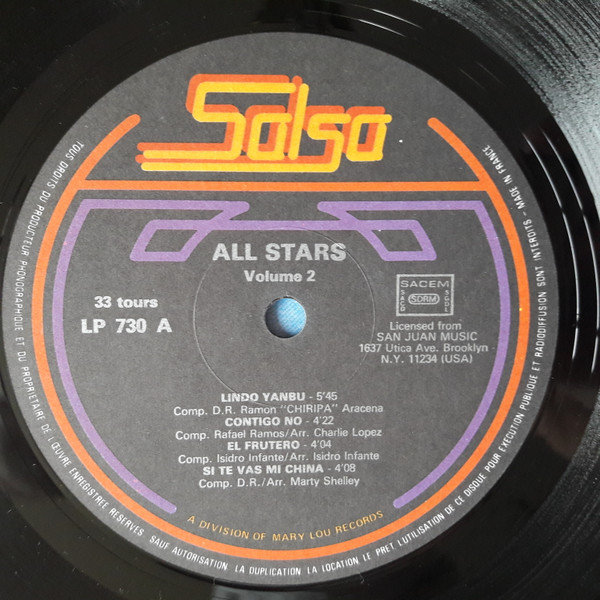 Salsa
ALL STARS
Volume 2
33 tours
LP 730 A
SACEM
SACD
SDRM
SGDL
Licensed from
SAN JUAN MUSIC
1637 Utica Ave. Brooklyn
N.Y. 11234 (USA)
LINDO YANBU - 5'45
Comp. D.R. Ramon "CHIRIPA" Aracena
CONTIGO NO - 4'22
Comp. Rafael Ramos/Arr. Charlie Lopez
EL FRUTERO - 4'04
Comp. Isidro Infante/Arr. Isidro Infante
SI TE VAS MI CHINA - 4'08
Comp. D.R./Arr. Marty Shelley
A DIVISION OF MARY LOU RECORDS
TOUS DROITS DU PRODUCTEUR PHONOGRAPHIQUE ET DU PROPRIETAIRE DE L'ŒUVRE ENREGISTREE RESERVES. SAUF AUTORISATION LA DUPLICATION LA LOCATION LE PRET L'UTILISATION DE CE DISQUE POUR EXECUTION PUBLIQUE ET RADIODIFFUSION SONT INTERDITS - MADE IN FRANCE